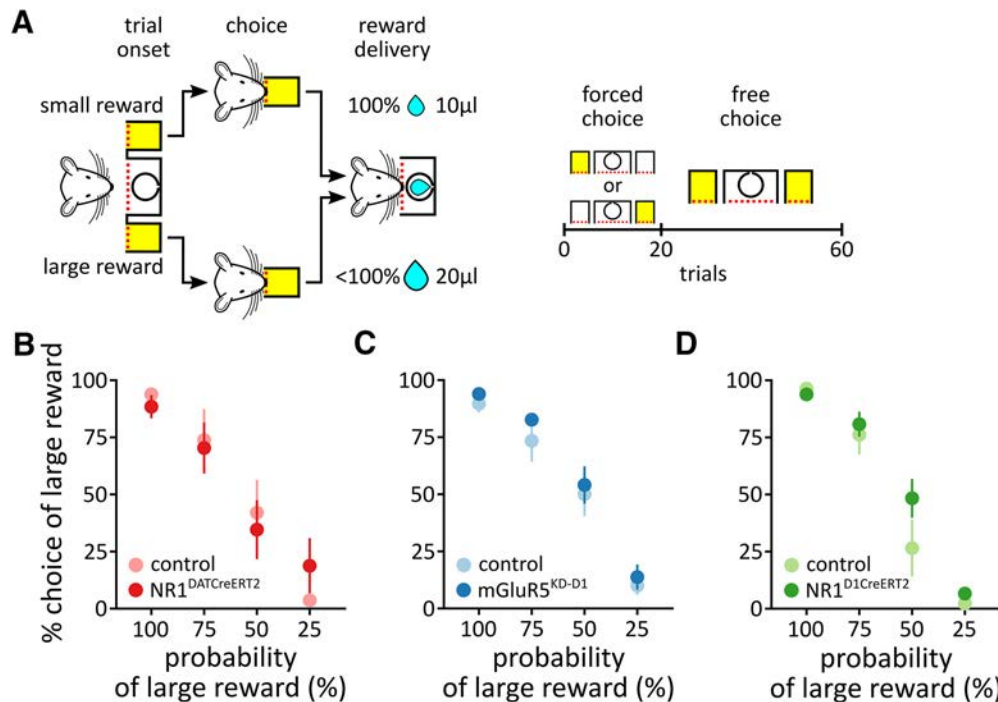 A
trial
onset
choice
reward
delivery
small reward
100% 10µl
large reward
<100% 20µl
forced
choice
free
choice
or
0 20 60
trials
B
C
D
% choice of large reward
100
75
50
25
0
control
NR1DATCreERT2
100 75 50 25
probability
of large reward (%)
100
75
50
25
0
control
mGluR5KD-D1
100 75 50 25
probability
of large reward (%)
100
75
50
25
0
control
NR1D1CreERT2
100 75 50 25
probability
of large reward (%)